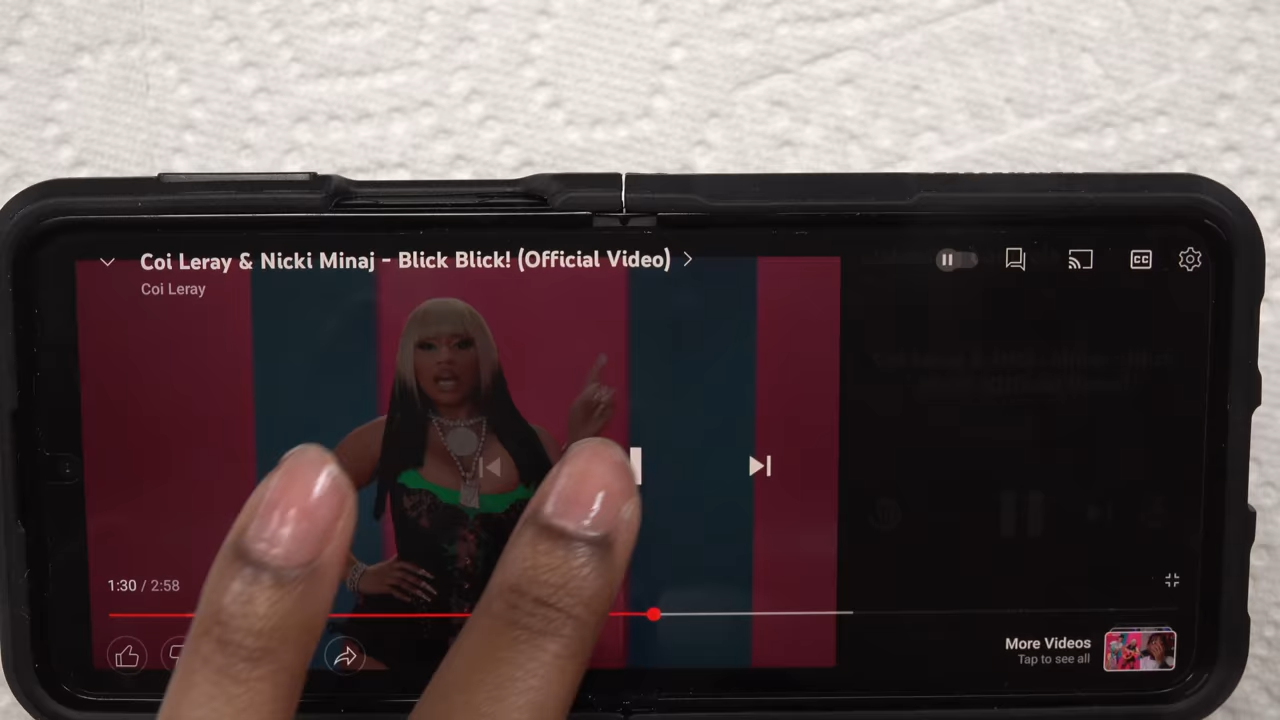 Coi Leray & Nicki Minaj - Blick Blick! (Official Video)
Coi Leray
CC
1:30 / 2:58
More Videos
Tap to see all